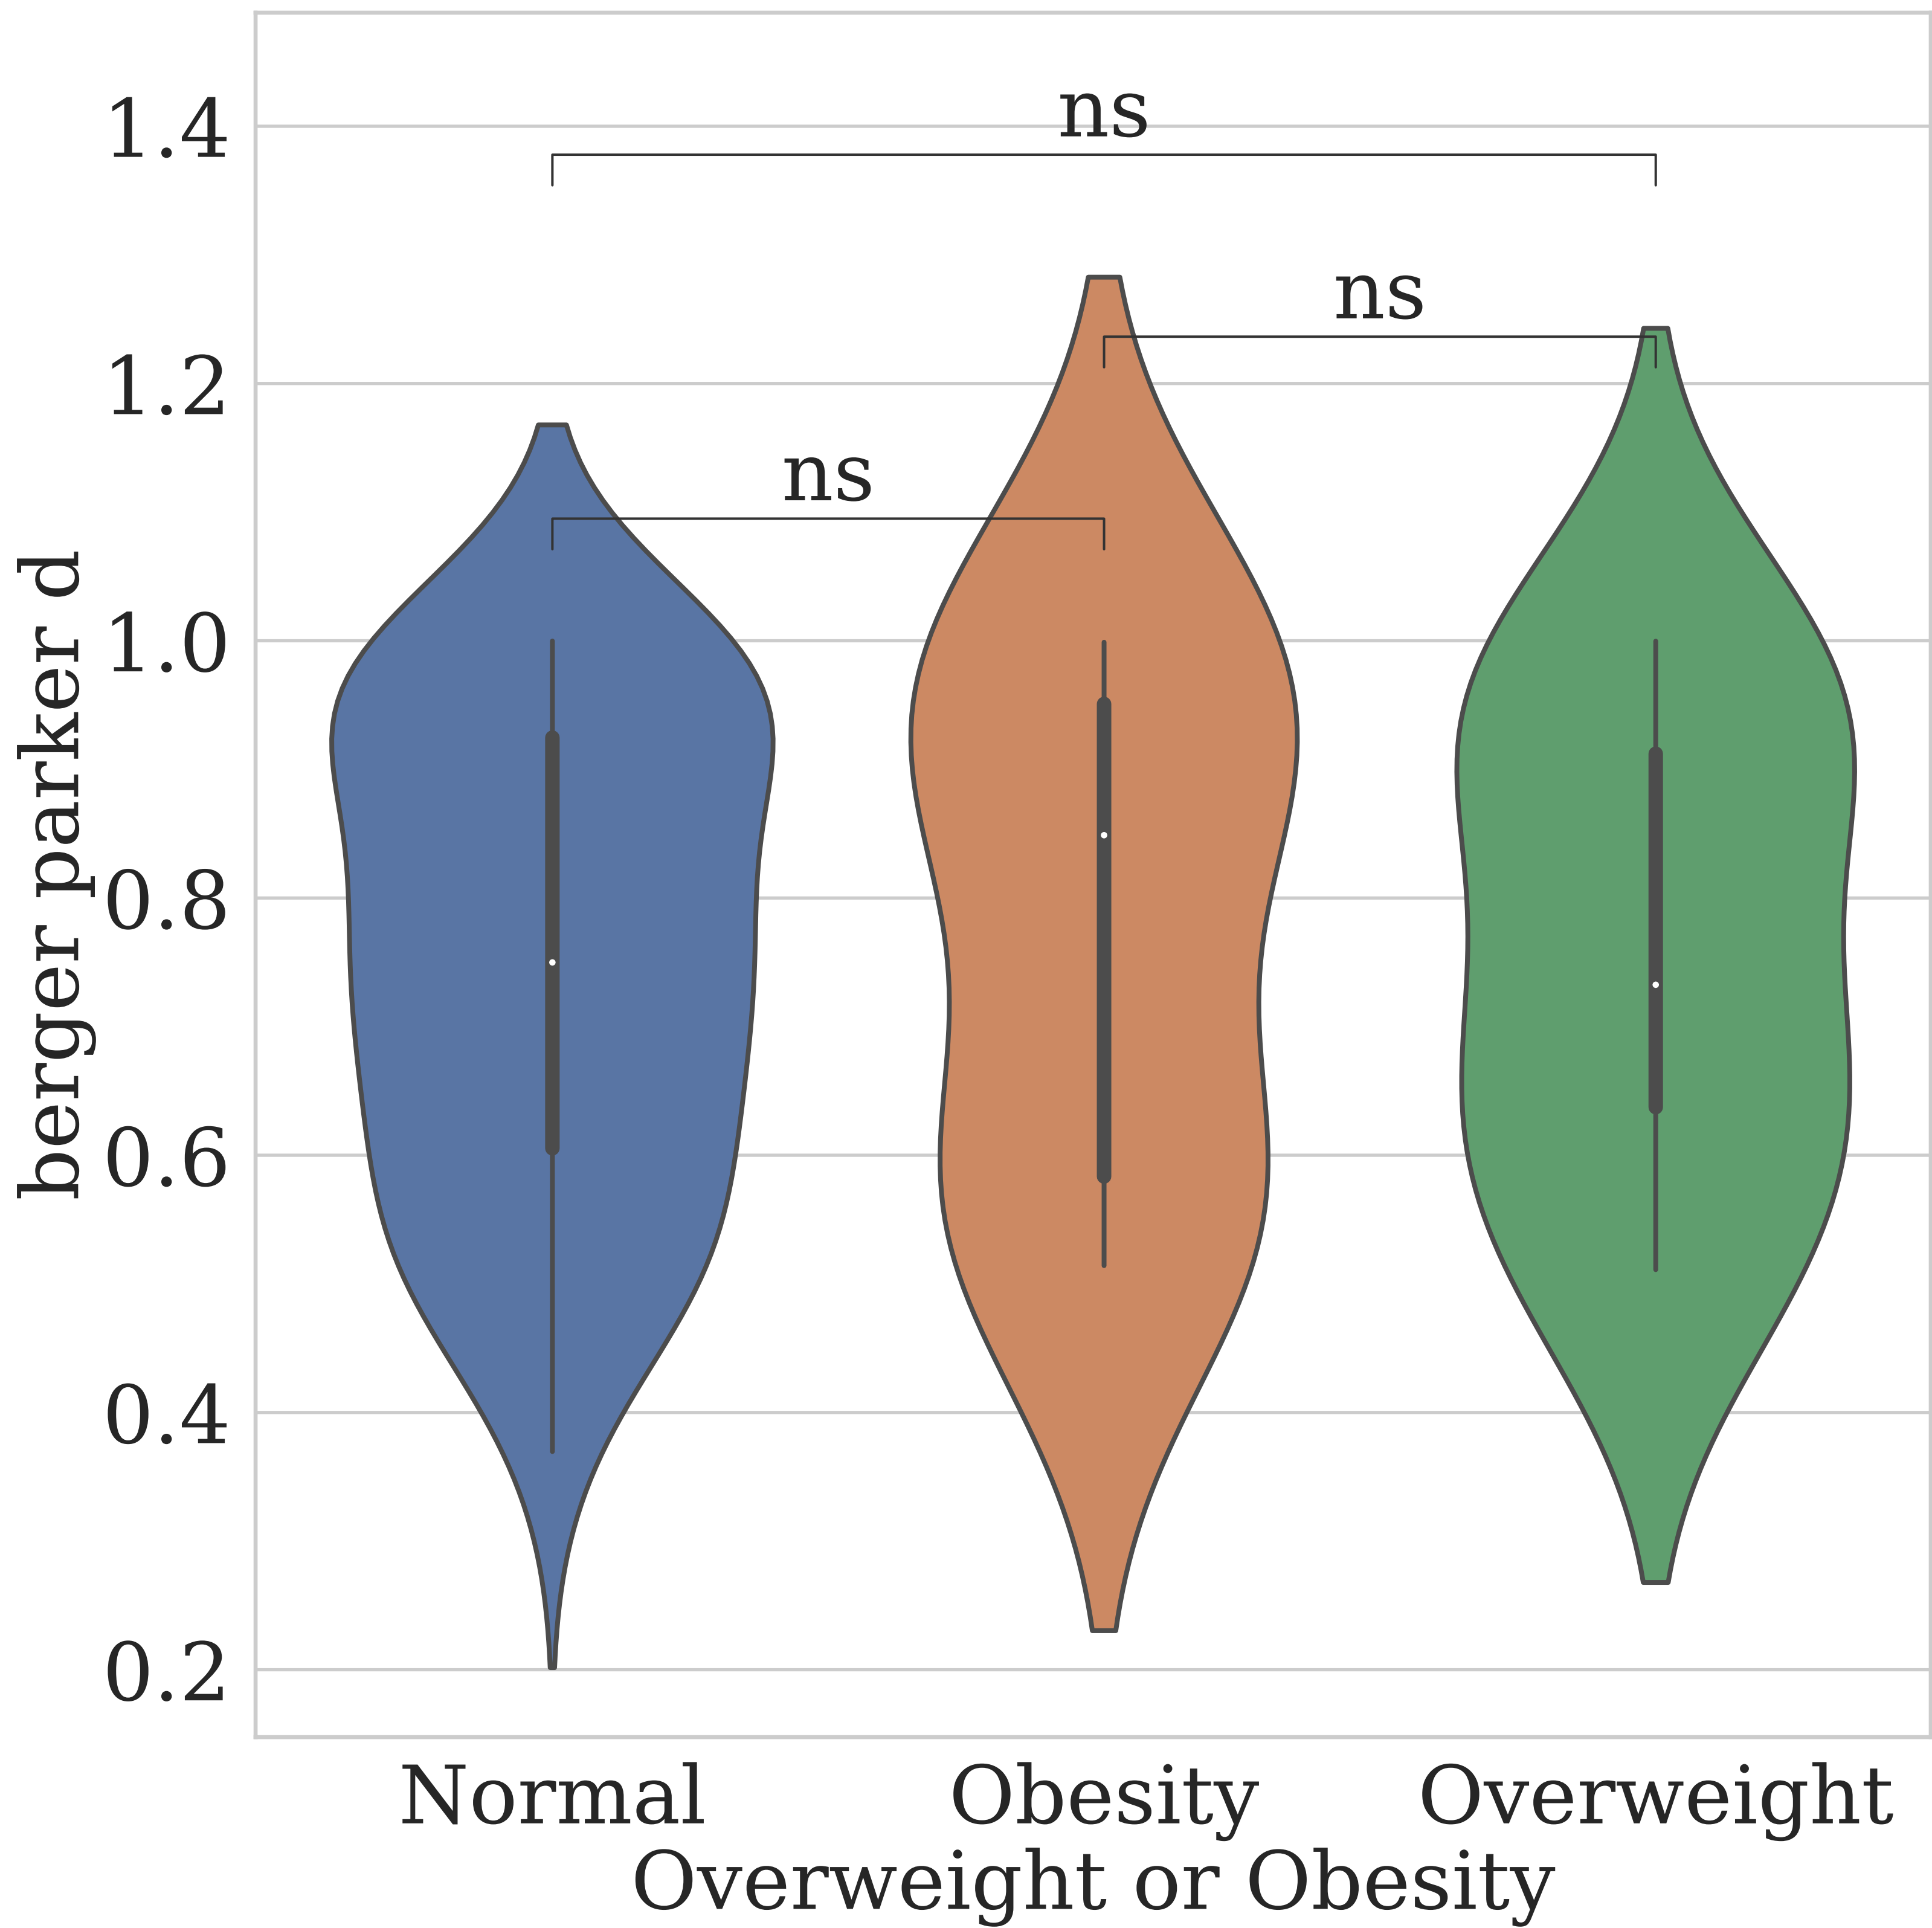 berger parker d
1.4
1.2
1.0
0.8
0.6
0.4
0.2
ns
ns
ns
Normal
Obesity
Overweight
Overweight or Obesity